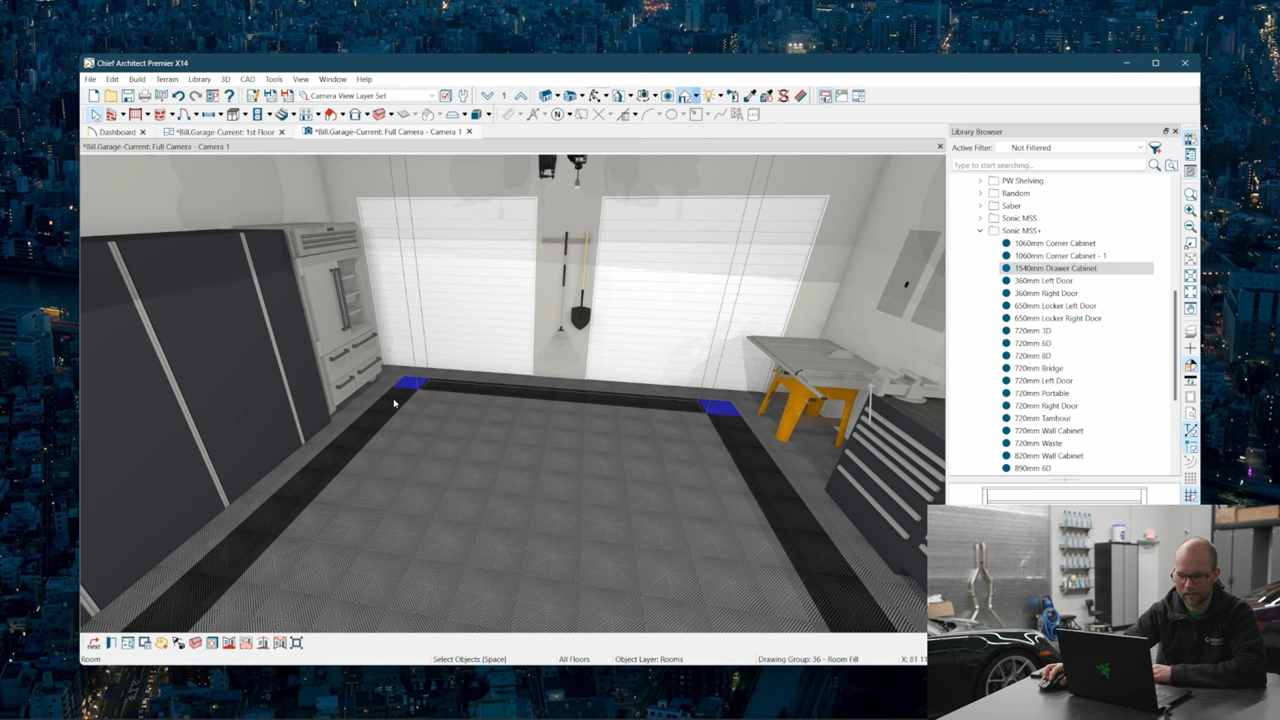 Chief Architect Premier X14
File Edit Build Terrain Library 3D CAD Tools View Window Help
Camera View Layer Set
1
Dashboard
*Bill.Garage-Current: 1st Floor
*Bill.Garage-Current: Full Camera - Camera 1
*Bill.Garage-Current: Full Camera - Camera 1
Library Browser
Active Filter: Not Filtered
Type to start searching...
PW Shelving
Random
Saber
Sonic MSS
Sonic MSS+
1060mm Corner Cabinet
1060mm Corner Cabinet - 1
1540mm Drawer Cabinet
360mm Left Door
360mm Right Door
650mm Locker Left Door
650mm Locker Right Door
720mm 3D
720mm 6D
720mm 8D
720mm Bridge
720mm Left Door
720mm Portable
720mm Right Door
720mm Tambour
720mm Wall Cabinet
720mm Waste
820mm Wall Cabinet
890mm 6D
next
Room
Select Objects [Space]
All Floors
Object Layer: Rooms
Drawing Group: 36 - Room Fill
X: 81 11